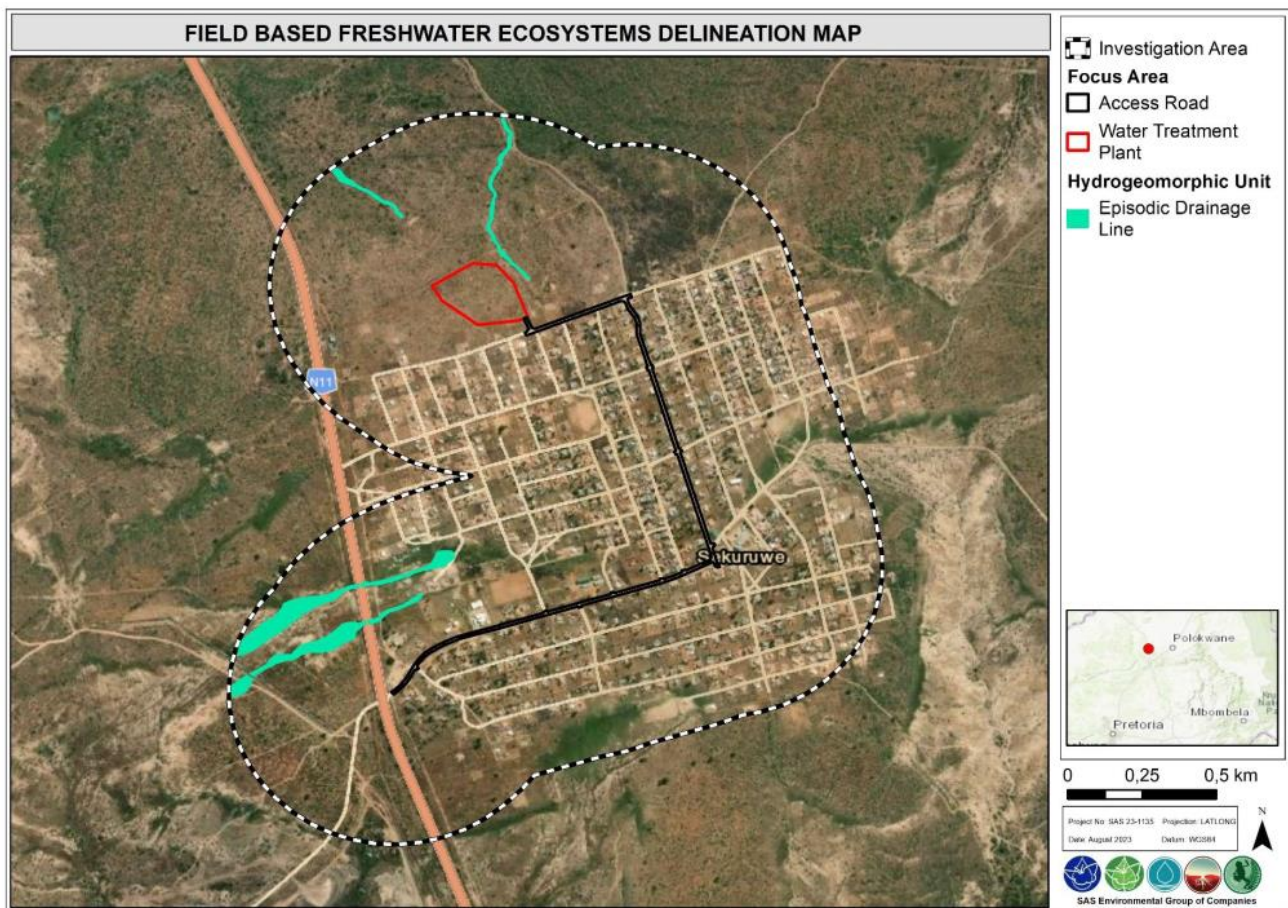 FIELD BASED FRESHWATER ECOSYSTEMS DELINEATION MAP
Investigation Area
Focus Area
Access Road
Water Treatment
Plant
Hydrogeomorphic Unit
Episodic Drainage
Line
N11
Polokwane
Mbombela
Pretoria
0 0,25 0,5 km
Project No: SAS 23-1135 Projection: LATLONG
Date: August 2023 Datum: WGS84
N
SAS Environmental Group of Companies